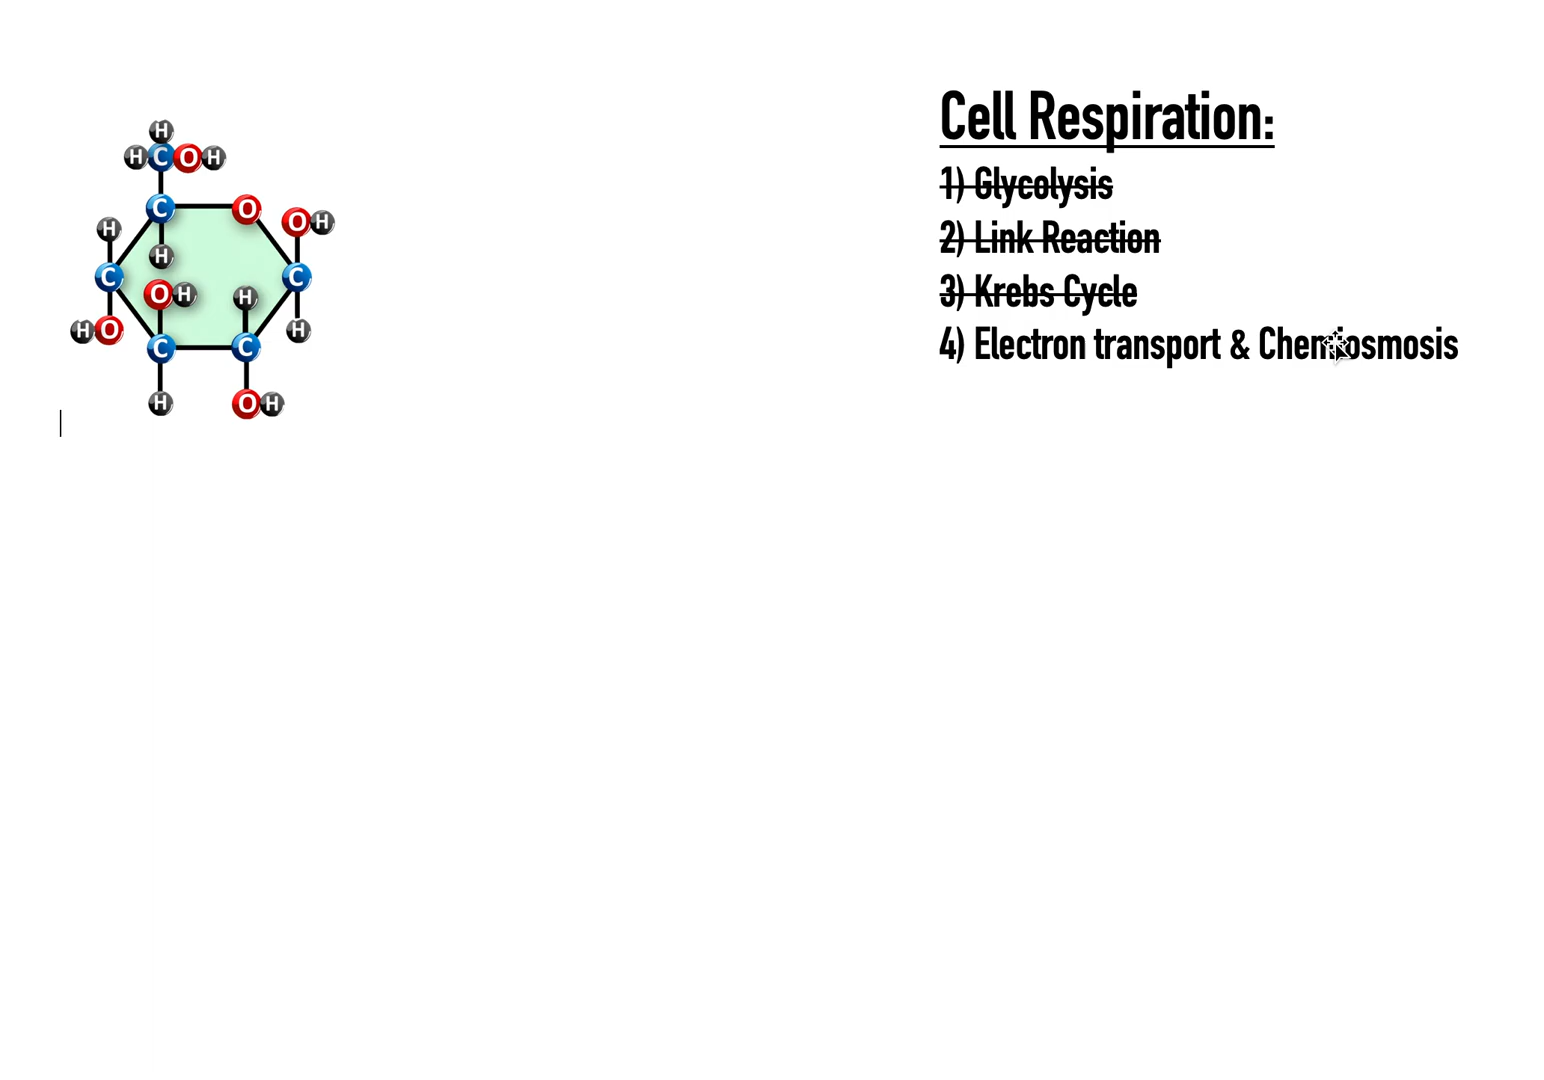 H
H C O H
C O
O H
H
H
C C
O H
H
H O
H
C C
H
O H
Cell Respiration:
1) Glycolysis
2) Link Reaction
3) Krebs Cycle
4) Electron transport & Chemiosmosis